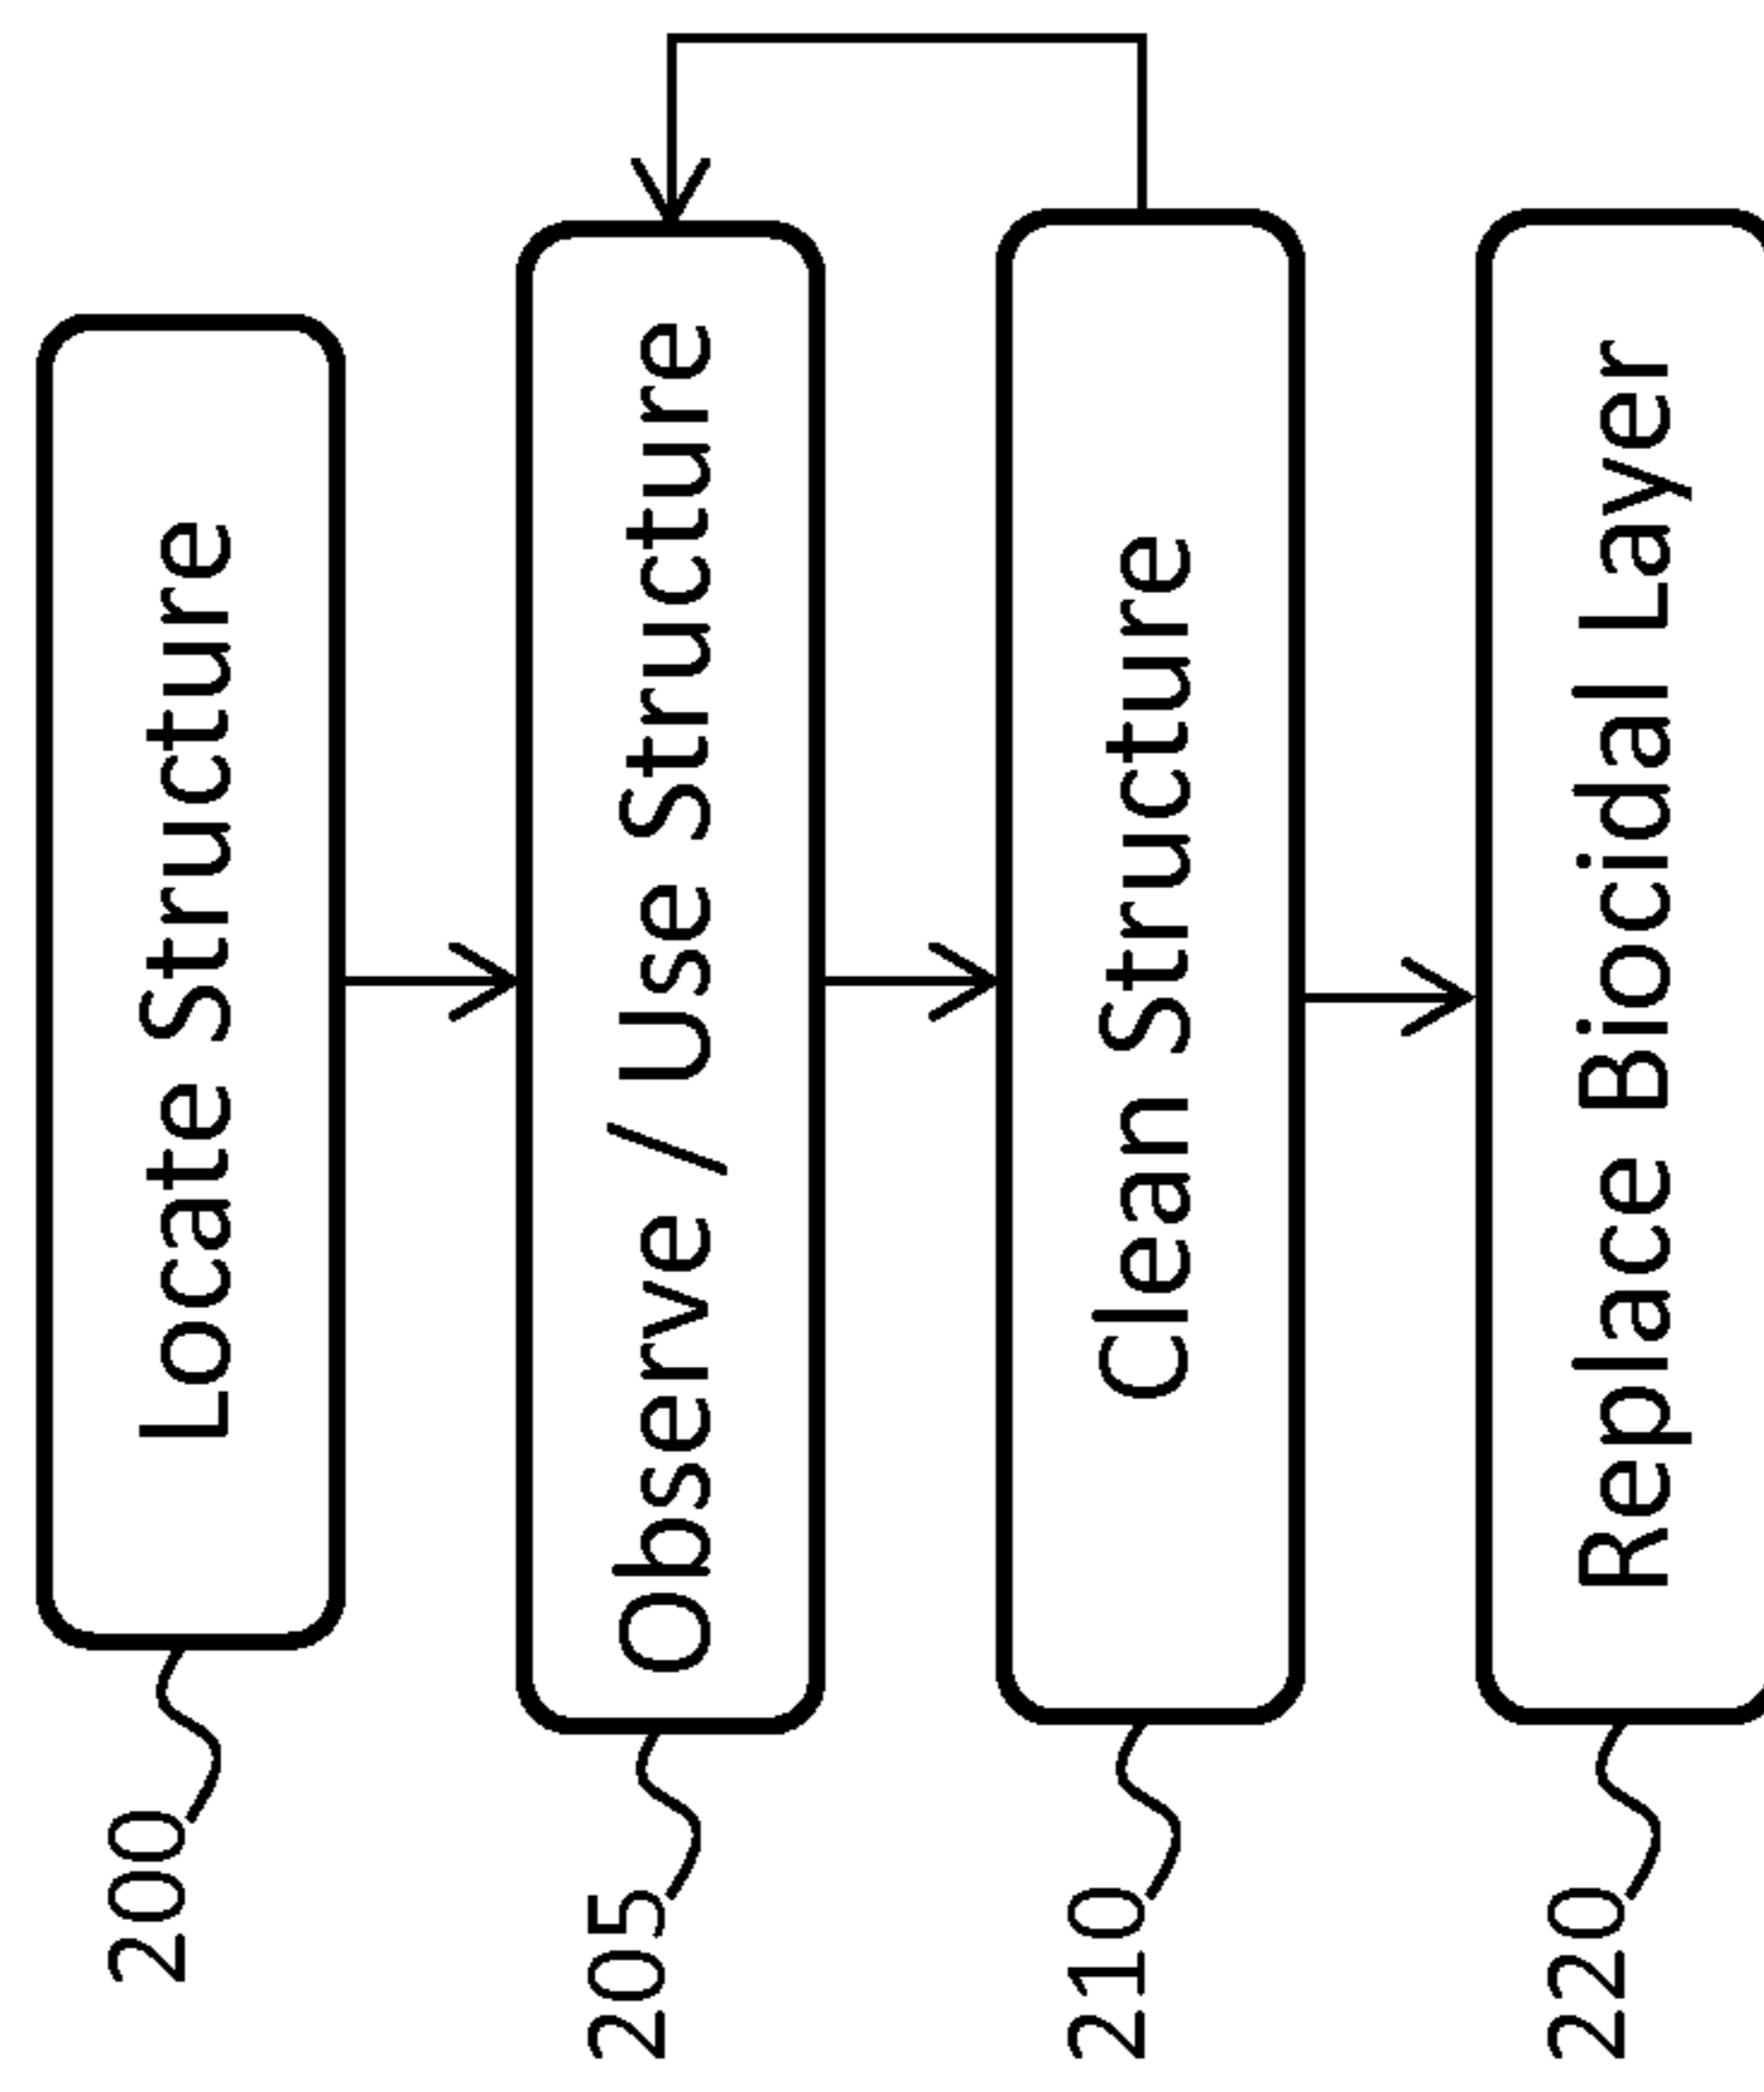 200
Locate Structure
205
Observe / Use Structure
210
Clean Structure
220
Replace Biocidal Layer